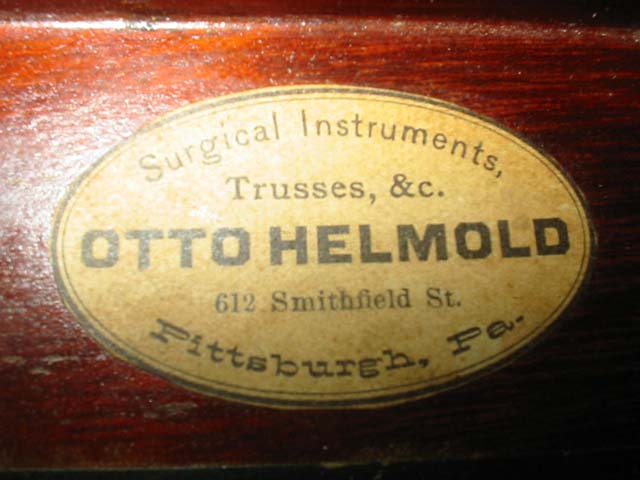 Surgical Instruments,
Trusses, &c.
OTTO HELMOLD
612 Smithfield St.
Pittsburgh, Pa.